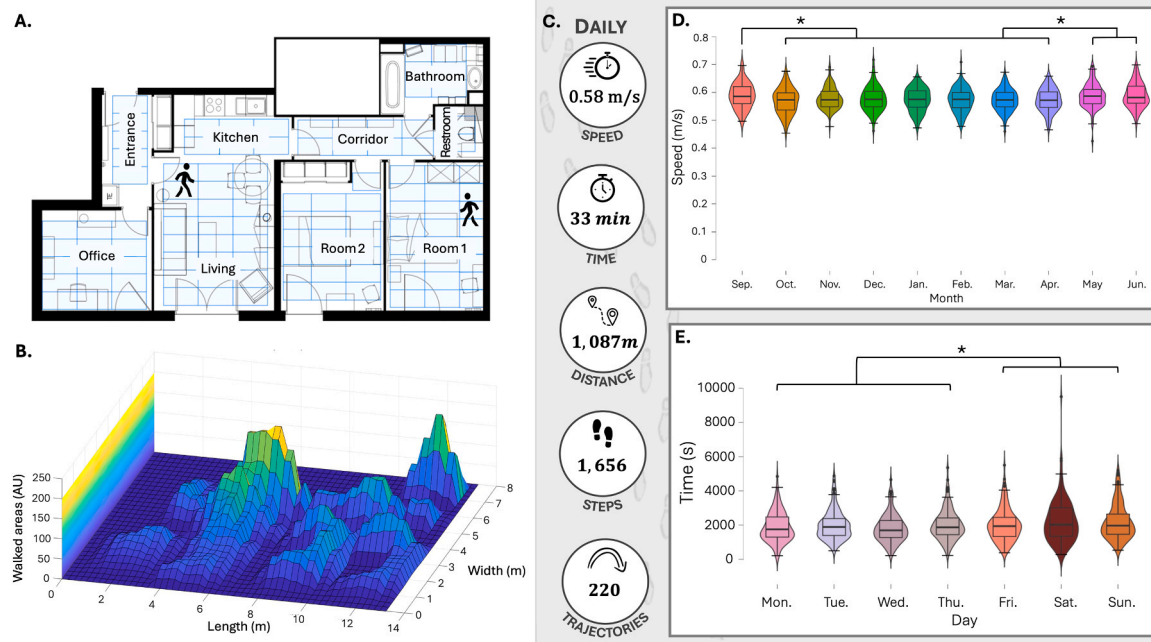 A.
Bathroom
Entrance
Kitchen
Corridor
Restroom
Office
Living
Room 2
Room 1
B.
Walked areas (AU)
250
200
150
100
50
0
0
2
4
6
8
10
12
14
Length (m)
0
1
2
3
4
5
6
7
8
Width (m)
C.
DAILY
0.58 m/s
SPEED
33 min
TIME
1,087m
DISTANCE
1,656
STEPS
220
TRAJECTORIES
D.
*
*
Speed (m/s)
0.8
0.7
0.6
0.5
0.4
0.3
0.2
0.1
0
Sep. Oct. Nov. Dec. Jan. Feb. Mar. Apr. May Jun.
Month
E.
*
Time (s)
10000
8000
6000
4000
2000
0
Mon. Tue. Wed. Thu. Fri. Sat. Sun.
Day